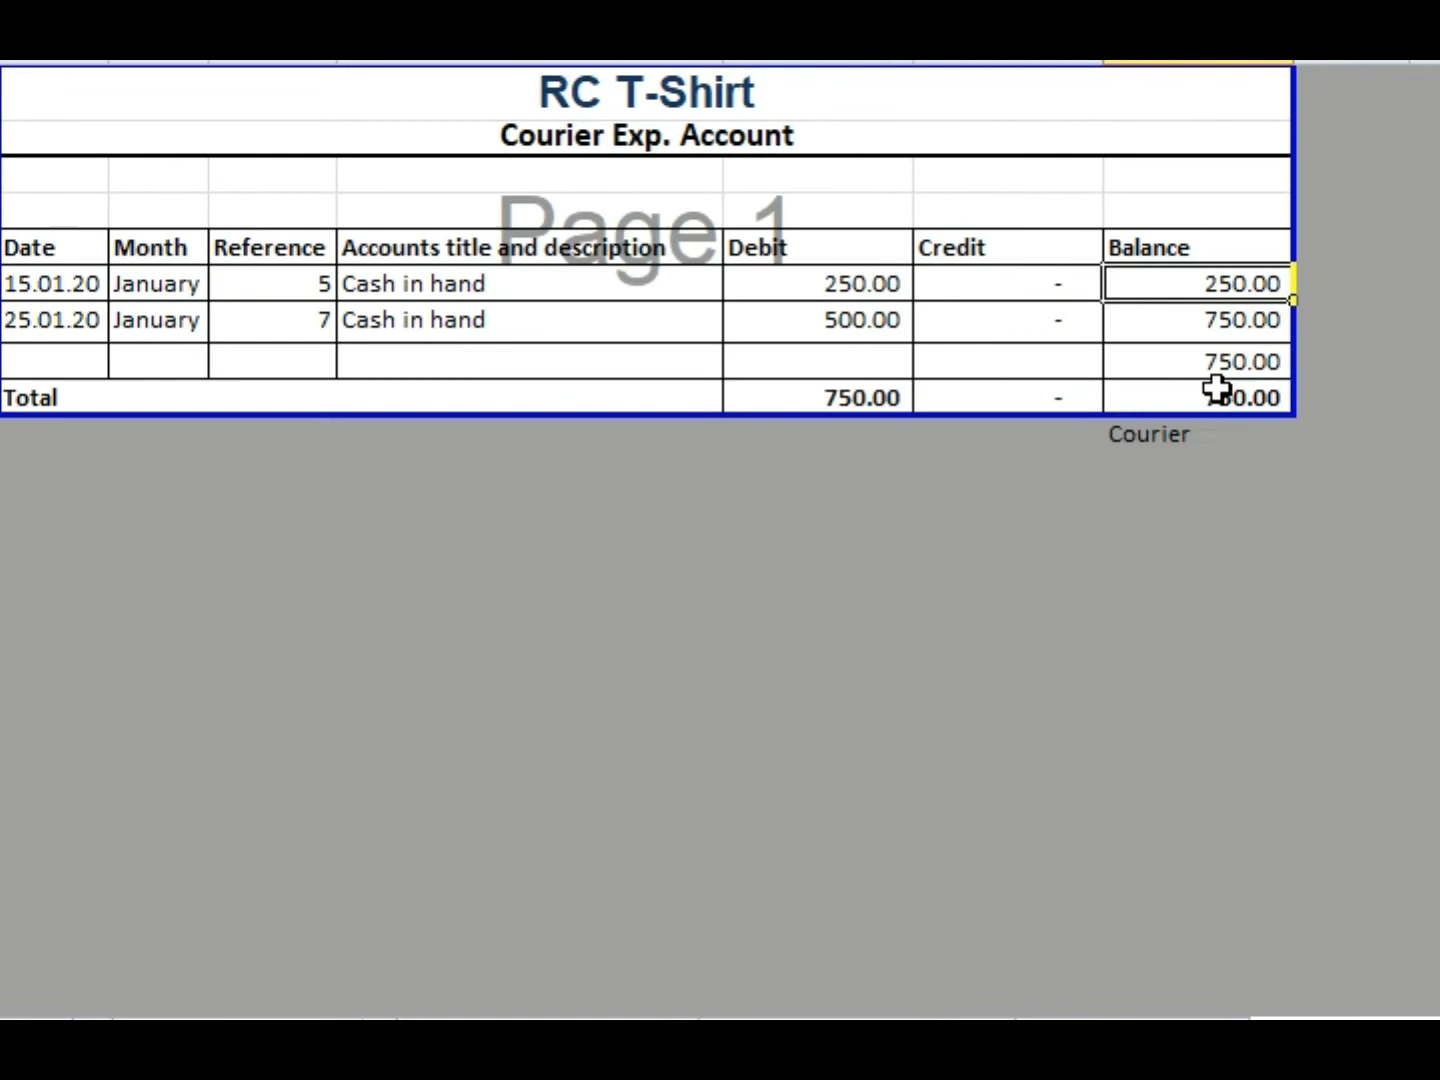 RC T-Shirt
Courier Exp. Account
Page 1
Date Month Reference Accounts title and description Debit Credit Balance
15.01.20 January 5 Cash in hand 250.00 - 250.00
25.01.20 January 7 Cash in hand 500.00 - 750.00
750.00
Total 750.00 -
Courier